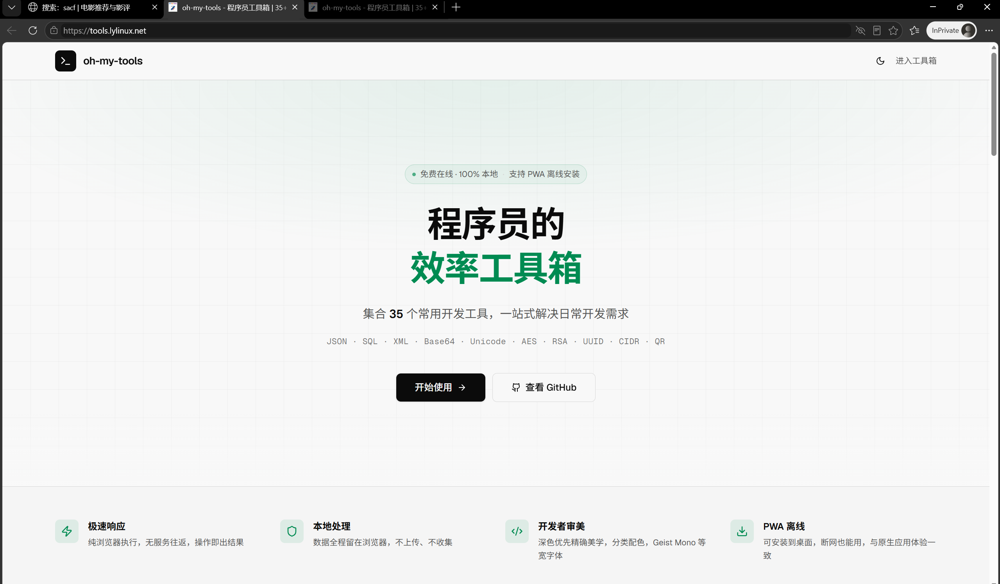 搜索：sacf | 电影推荐与影评
oh-my-tools - 程序员工具箱 | 35+
oh-my-tools - 程序员工具箱 | 35+
https://tools.lylinux.net
InPrivate
oh-my-tools
进入工具箱
免费在线 · 100% 本地 · 支持 PWA 离线安装
程序员的
效率工具箱
集合 35 个常用开发工具，一站式解决日常开发需求
JSON · SQL · XML · Base64 · Unicode · AES · RSA · UUID · CIDR · QR
开始使用 →
查看 GitHub
极速响应
纯浏览器执行，无服务往返，操作即出结果
本地处理
数据全程留在浏览器，不上传、不收集
开发者审美
深色优先精确美学，分类配色，Geist Mono 等
宽字体
PWA 离线
可安装到桌面，断网也能用，与原生应用体验一
致